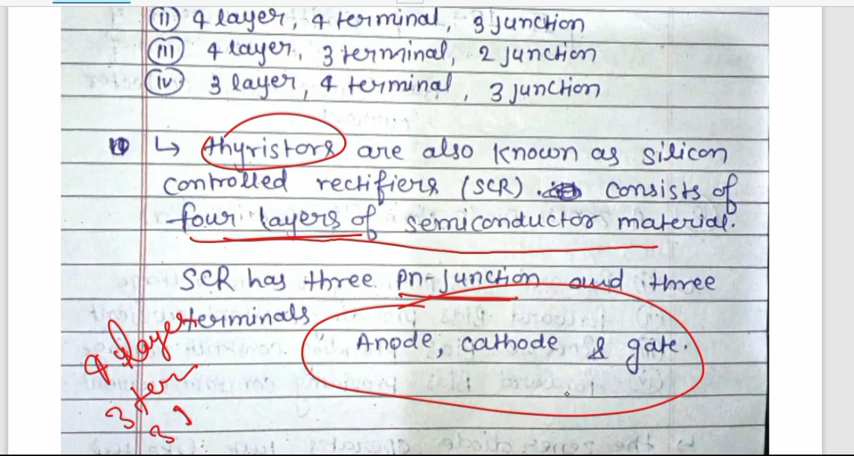 (ii) 4 layer, 4 terminal, 3 junction
(iii) 4 layer, 3 terminal, 2 junction
(iv) 3 layer, 4 terminal, 3 junction
↳ thyristors are also known as silicon
controlled rectifiers (SCR). consists of
four layers of semiconductor material.
SCR has three pn-junction and three
terminals
Anode, cathode & gate.
4 layer
3 ter
3 J